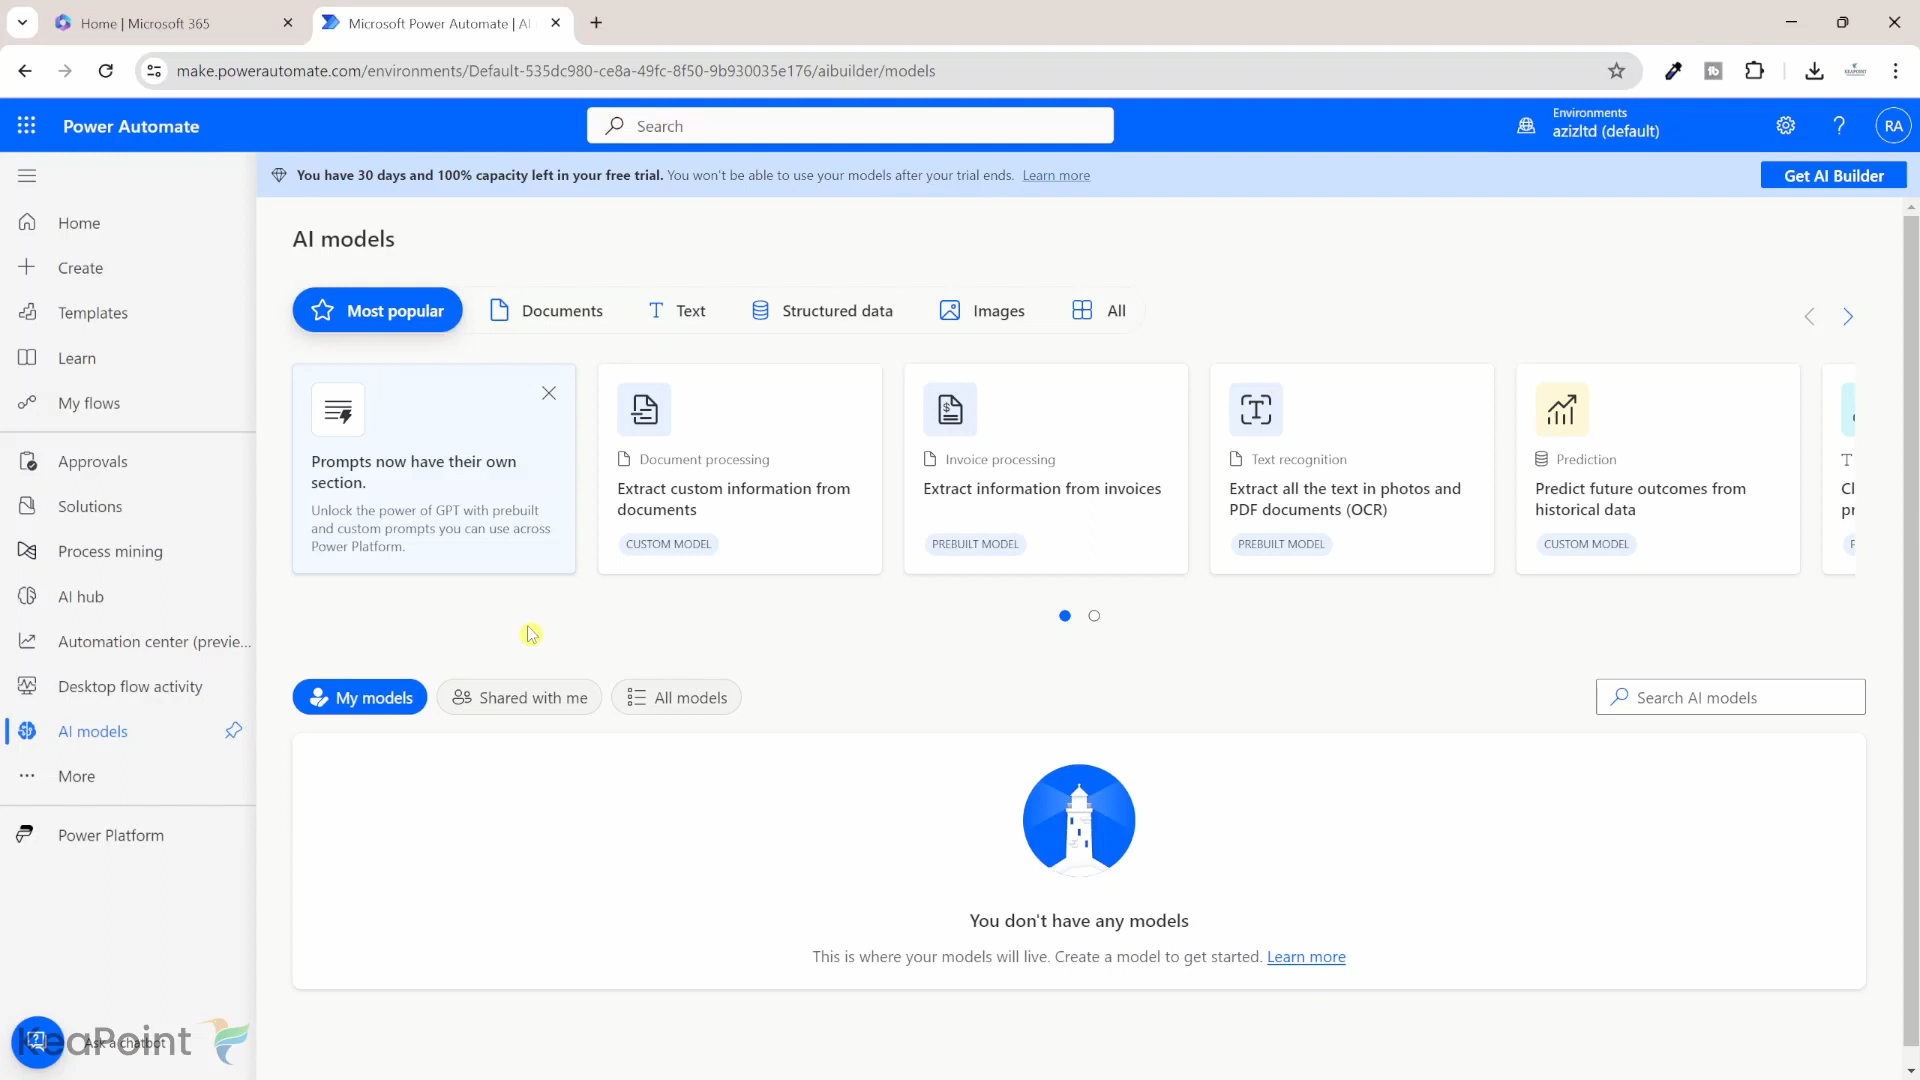 Home | Microsoft 365
Microsoft Power Automate | AI
make.powerautomate.com/environments/Default-535dc980-ce8a-49fc-8f50-9b930035e176/aibuilder/models
Power Automate
Search
Environments
azizltd (default)
RA
You have 30 days and 100% capacity left in your free trial. You won't be able to use your models after your trial ends. Learn more
Get AI Builder
Home
Create
Templates
Learn
My flows
Approvals
Solutions
Process mining
AI hub
Automation center (previe...
Desktop flow activity
AI models
More
Power Platform
Ask a chatbot
KeaPoint
AI models
Most popular
Documents
Text
Structured data
Images
All
Prompts now have their own
section.
Unlock the power of GPT with prebuilt
and custom prompts you can use across
Power Platform.
Document processing
Extract custom information from
documents
CUSTOM MODEL
Invoice processing
Extract information from invoices
PREBUILT MODEL
Text recognition
Extract all the text in photos and
PDF documents (OCR)
PREBUILT MODEL
Prediction
Predict future outcomes from
historical data
CUSTOM MODEL
My models
Shared with me
All models
Search AI models
You don't have any models
This is where your models will live. Create a model to get started. Learn more